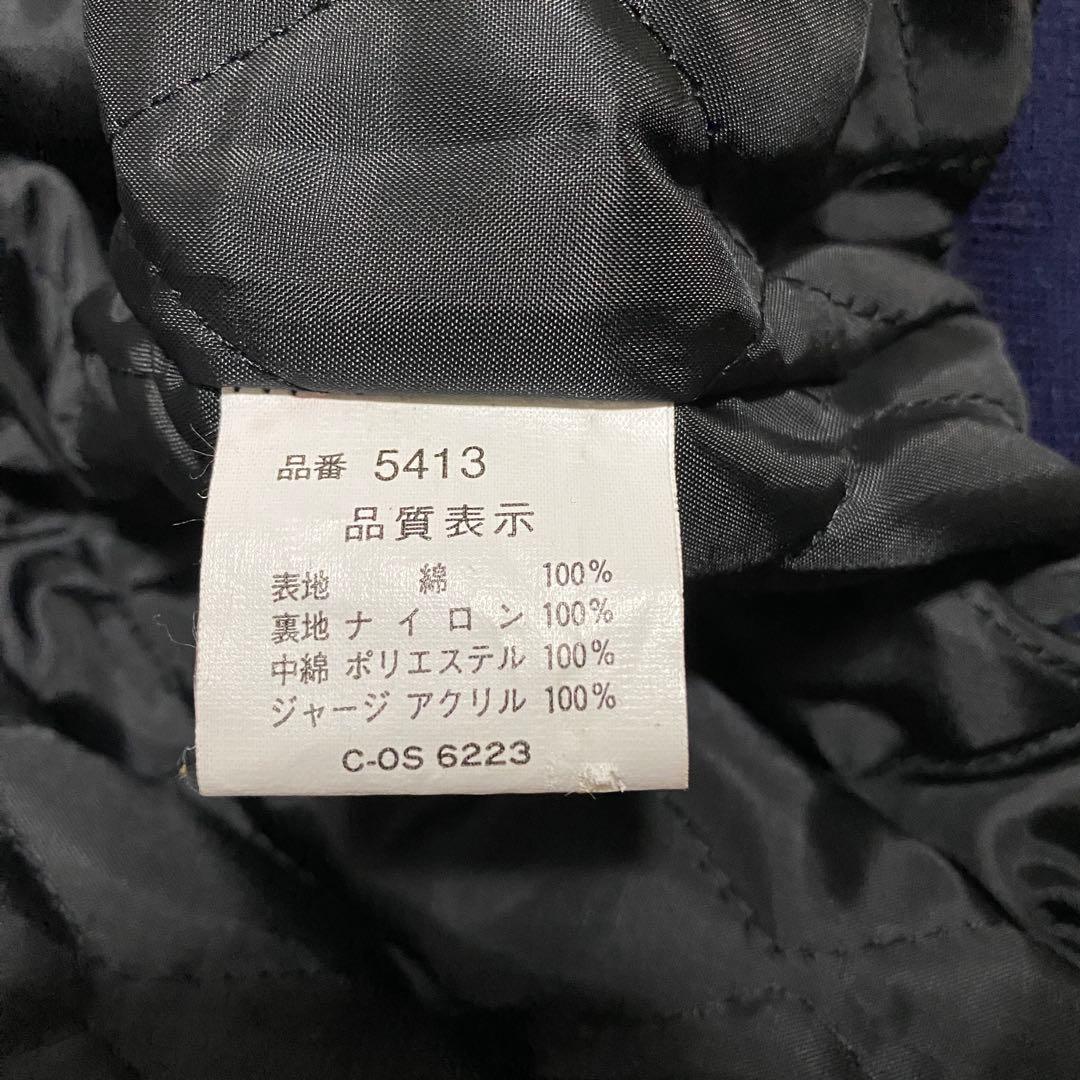 品番 5413
品質表示
表地 綿 100%
裏地 ナイロン 100%
中綿 ポリエステル 100%
ジャージ アクリル 100%
C-OS 6223